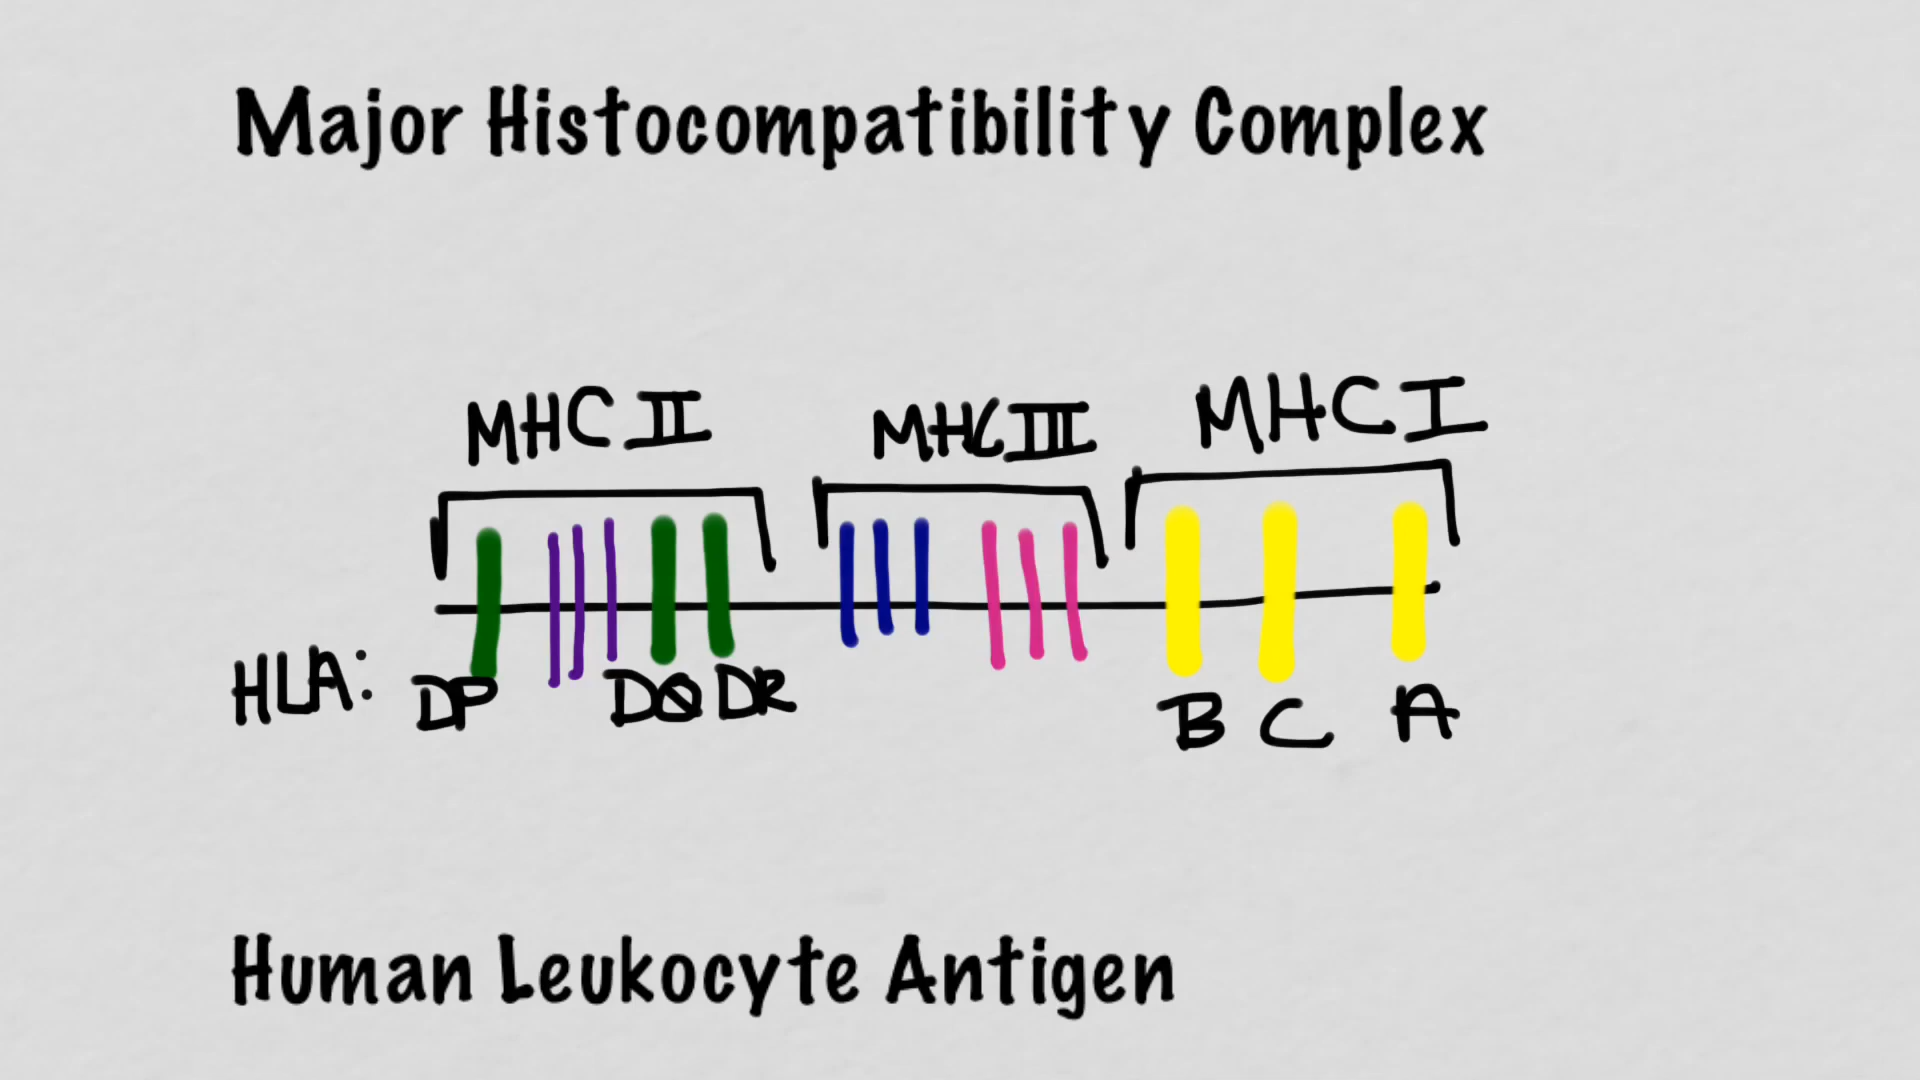 Major Histocompatibility Complex
MHC II MHC III MHC I
HLA: DP DQ DR B C A
Human Leukocyte Antigen